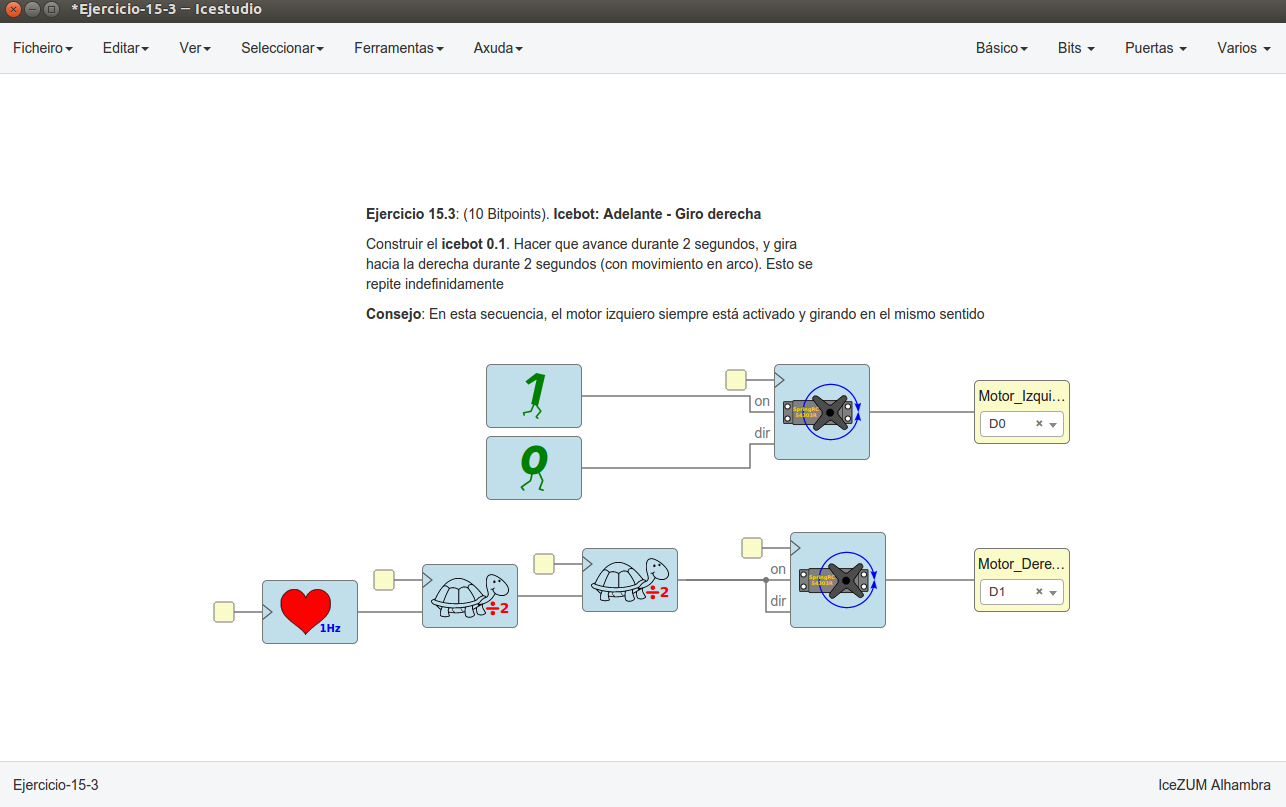 *Ejercicio-15-3 — Icestudio
Ficheiro Editar Ver Seleccionar Ferramentas Axuda Básico Bits Puertas Varios
Ejercicio 15.3: (10 Bitpoints). Icebot: Adelante - Giro derecha
Construir el icebot 0.1. Hacer que avance durante 2 segundos, y gira
hacia la derecha durante 2 segundos (con movimiento en arco). Esto se
repite indefinidamente
Consejo: En esta secuencia, el motor izquiero siempre está activado y girando en el mismo sentido
1
on
dir
SpringRC
S4303R
Motor_Izqui...
D0 ×
0
1Hz
÷2
÷2
on
dir
SpringRC
S4303R
Motor_Dere...
D1 ×
Ejercicio-15-3
IceZUM Alhambra